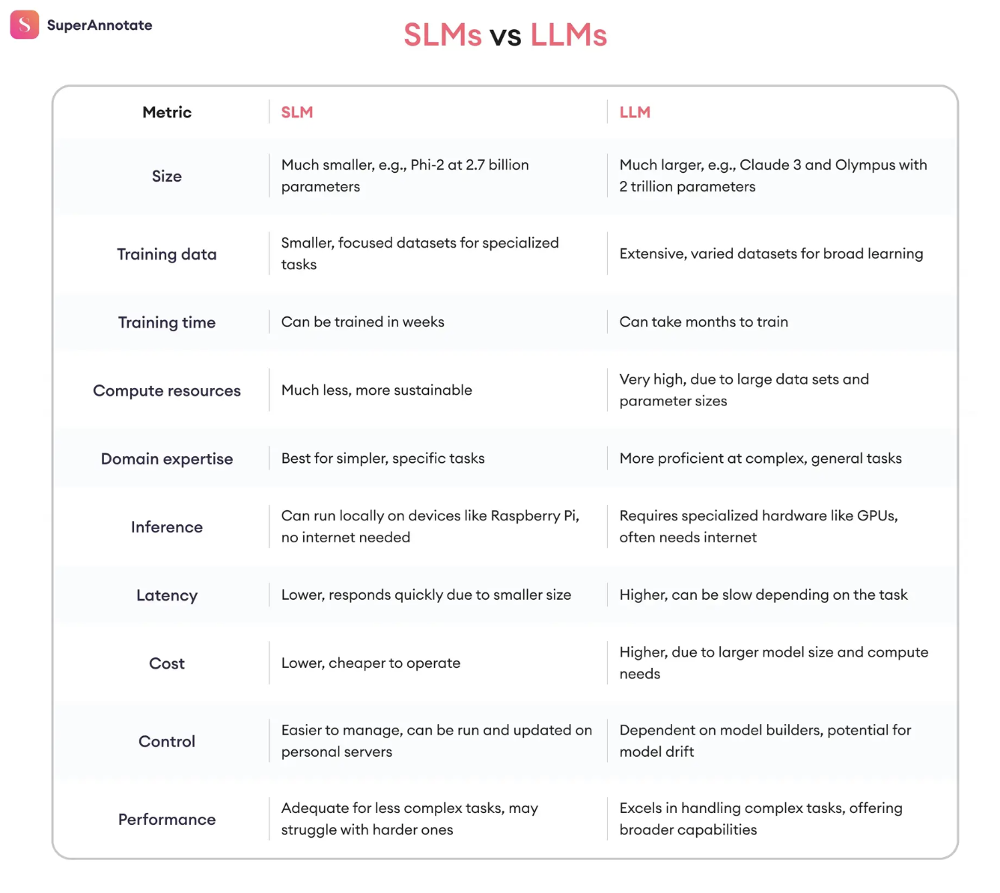 SuperAnnotate
SLMs vs LLMs
Metric
SLM
LLM
Size
Much smaller, e.g., Phi-2 at 2.7 billion
parameters
Much larger, e.g., Claude 3 and Olympus with
2 trillion parameters
Training data
Smaller, focused datasets for specialized
tasks
Extensive, varied datasets for broad learning
Training time
Can be trained in weeks
Can take months to train
Compute resources
Much less, more sustainable
Very high, due to large data sets and
parameter sizes
Domain expertise
Best for simpler, specific tasks
More proficient at complex, general tasks
Inference
Can run locally on devices like Raspberry Pi,
no internet needed
Requires specialized hardware like GPUs,
often needs internet
Latency
Lower, responds quickly due to smaller size
Higher, can be slow depending on the task
Cost
Lower, cheaper to operate
Higher, due to larger model size and compute
needs
Control
Easier to manage, can be run and updated on
personal servers
Dependent on model builders, potential for
model drift
Performance
Adequate for less complex tasks, may
struggle with harder ones
Excels in handling complex tasks, offering
broader capabilities